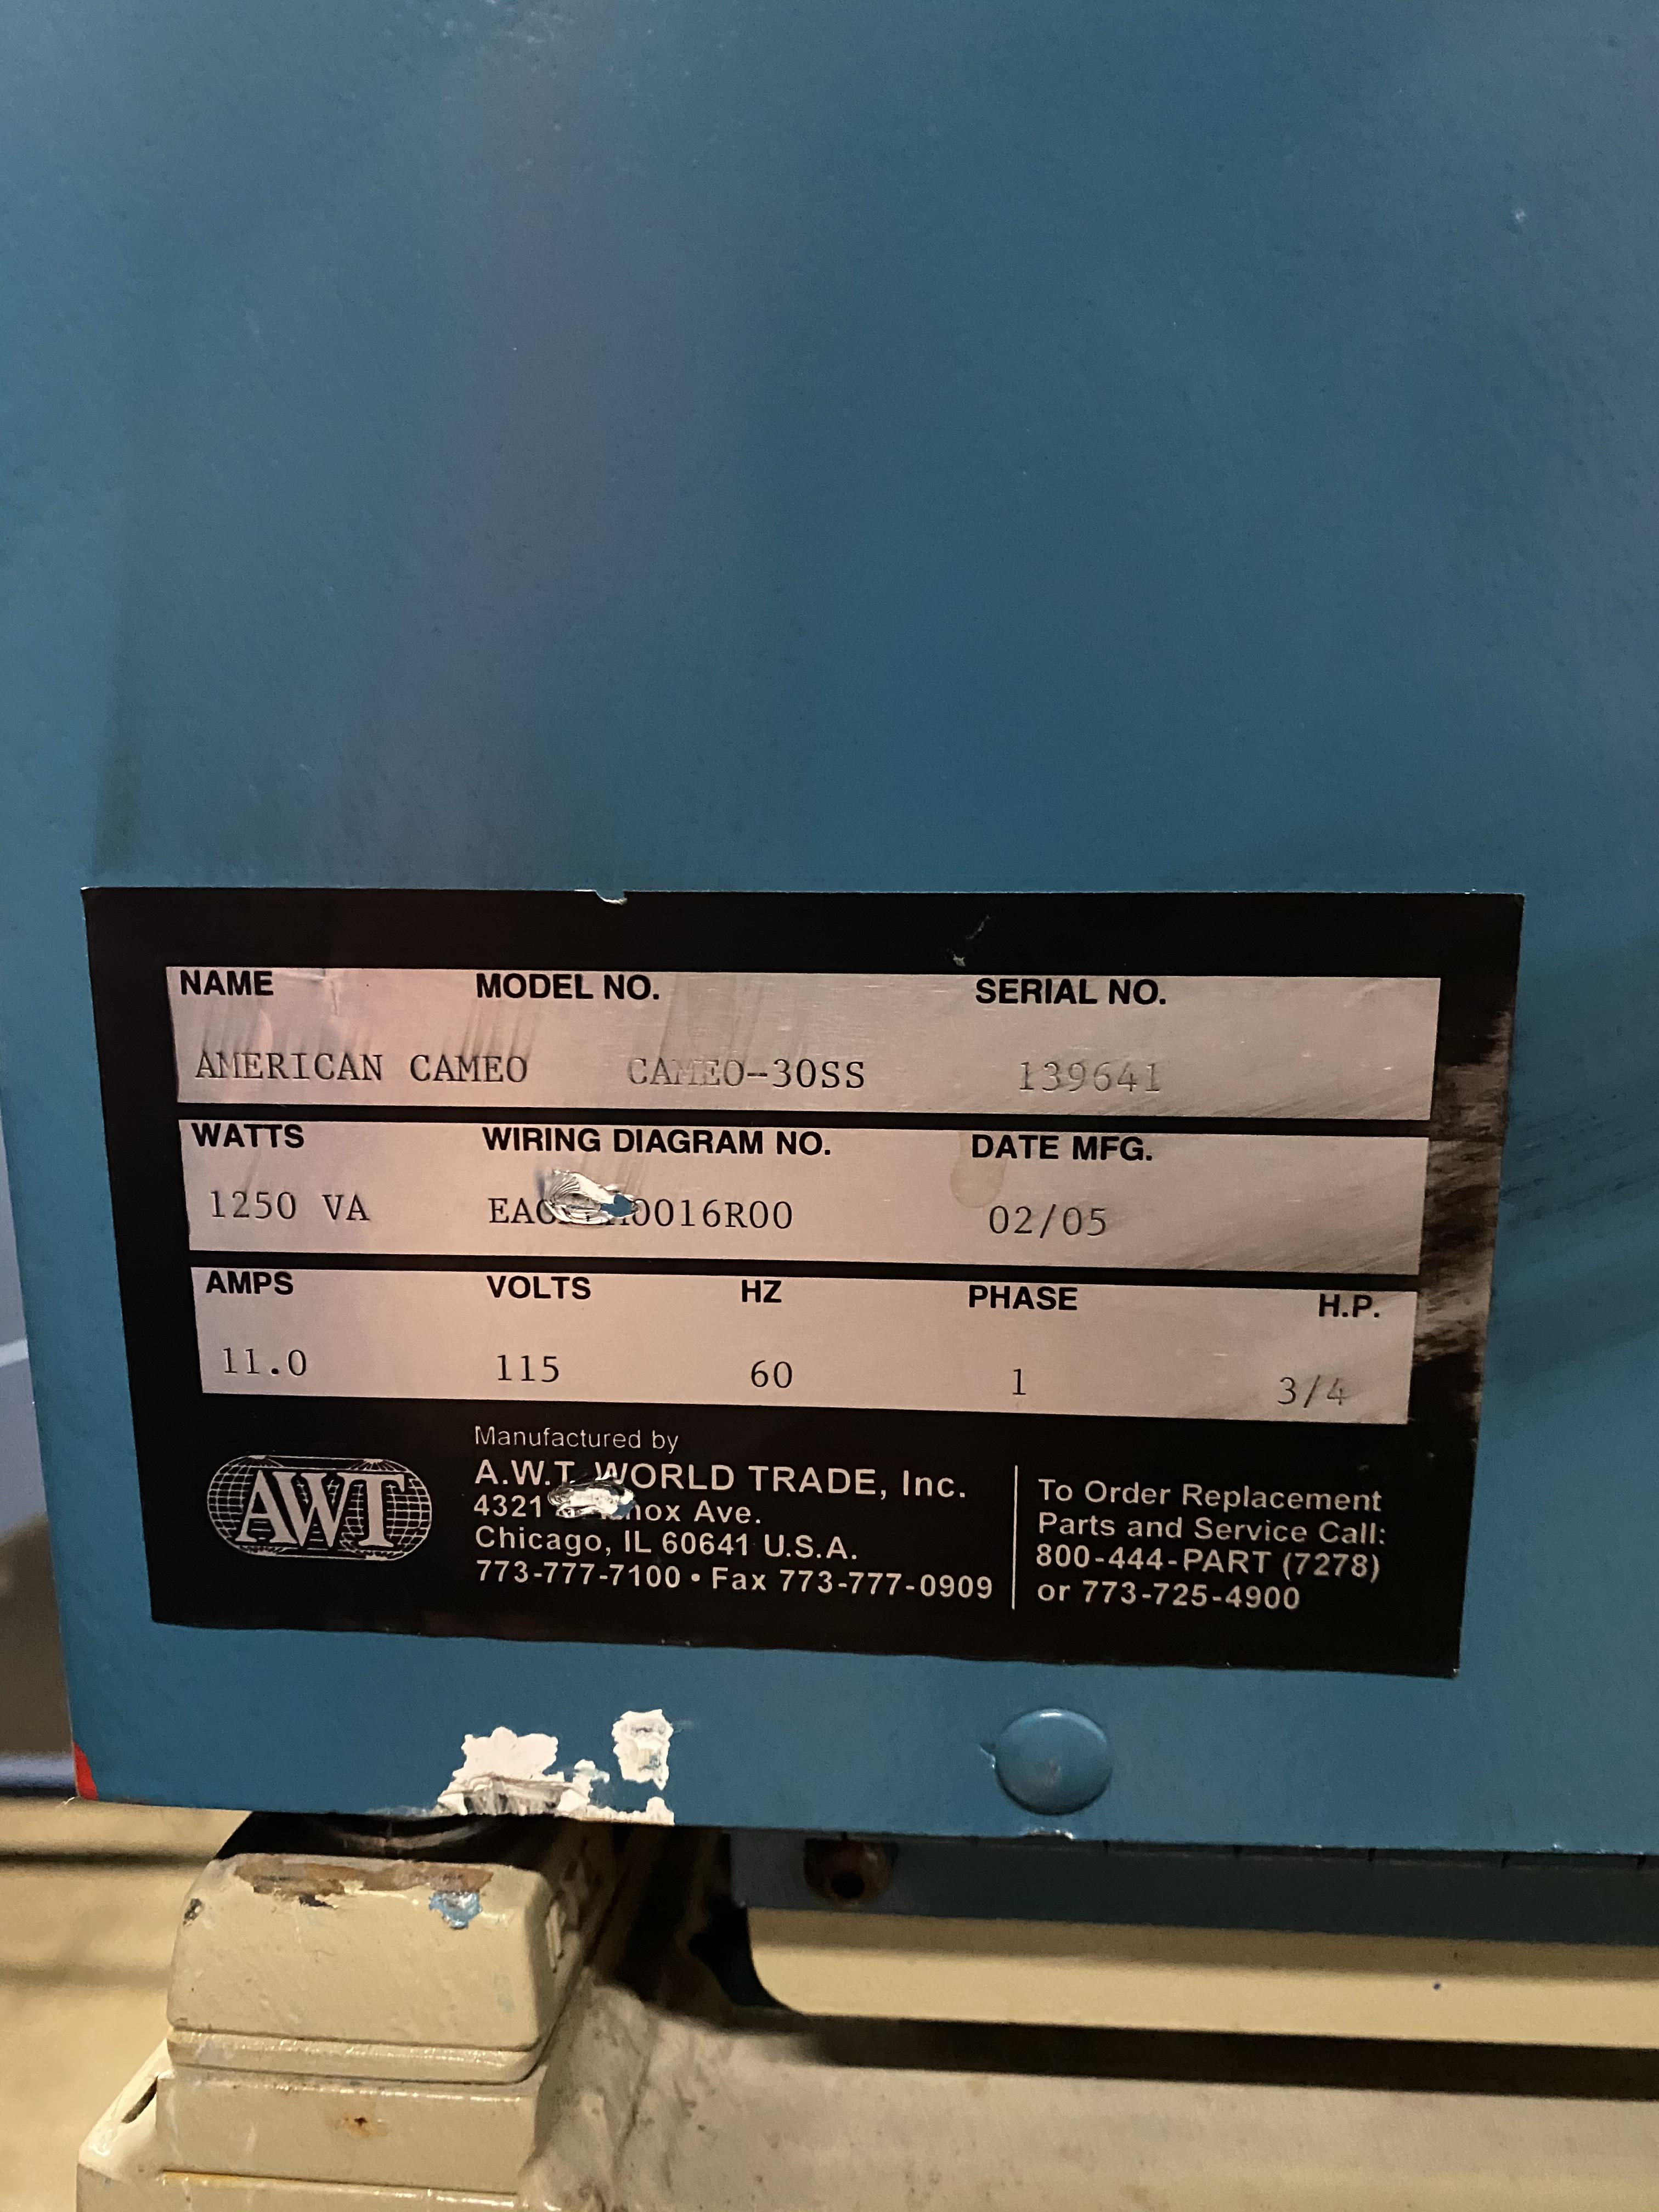 NAME MODEL NO. SERIAL NO.
AMERICAN CAMEO CAMEO-30SS 139641
WATTS WIRING DIAGRAM NO. DATE MFG.
1250 VA 02/05
AMPS VOLTS HZ PHASE H.P.
11.0 115 60 1 3/4
AWT
Manufactured by
A.W.T. WORLD TRADE, Inc.
4321 Ave.
Chicago, IL 60641 U.S.A.
773-777-7100 • Fax 773-777-0909
To Order Replacement
Parts and Service Call:
800-444-PART (7278)
or 773-725-4900